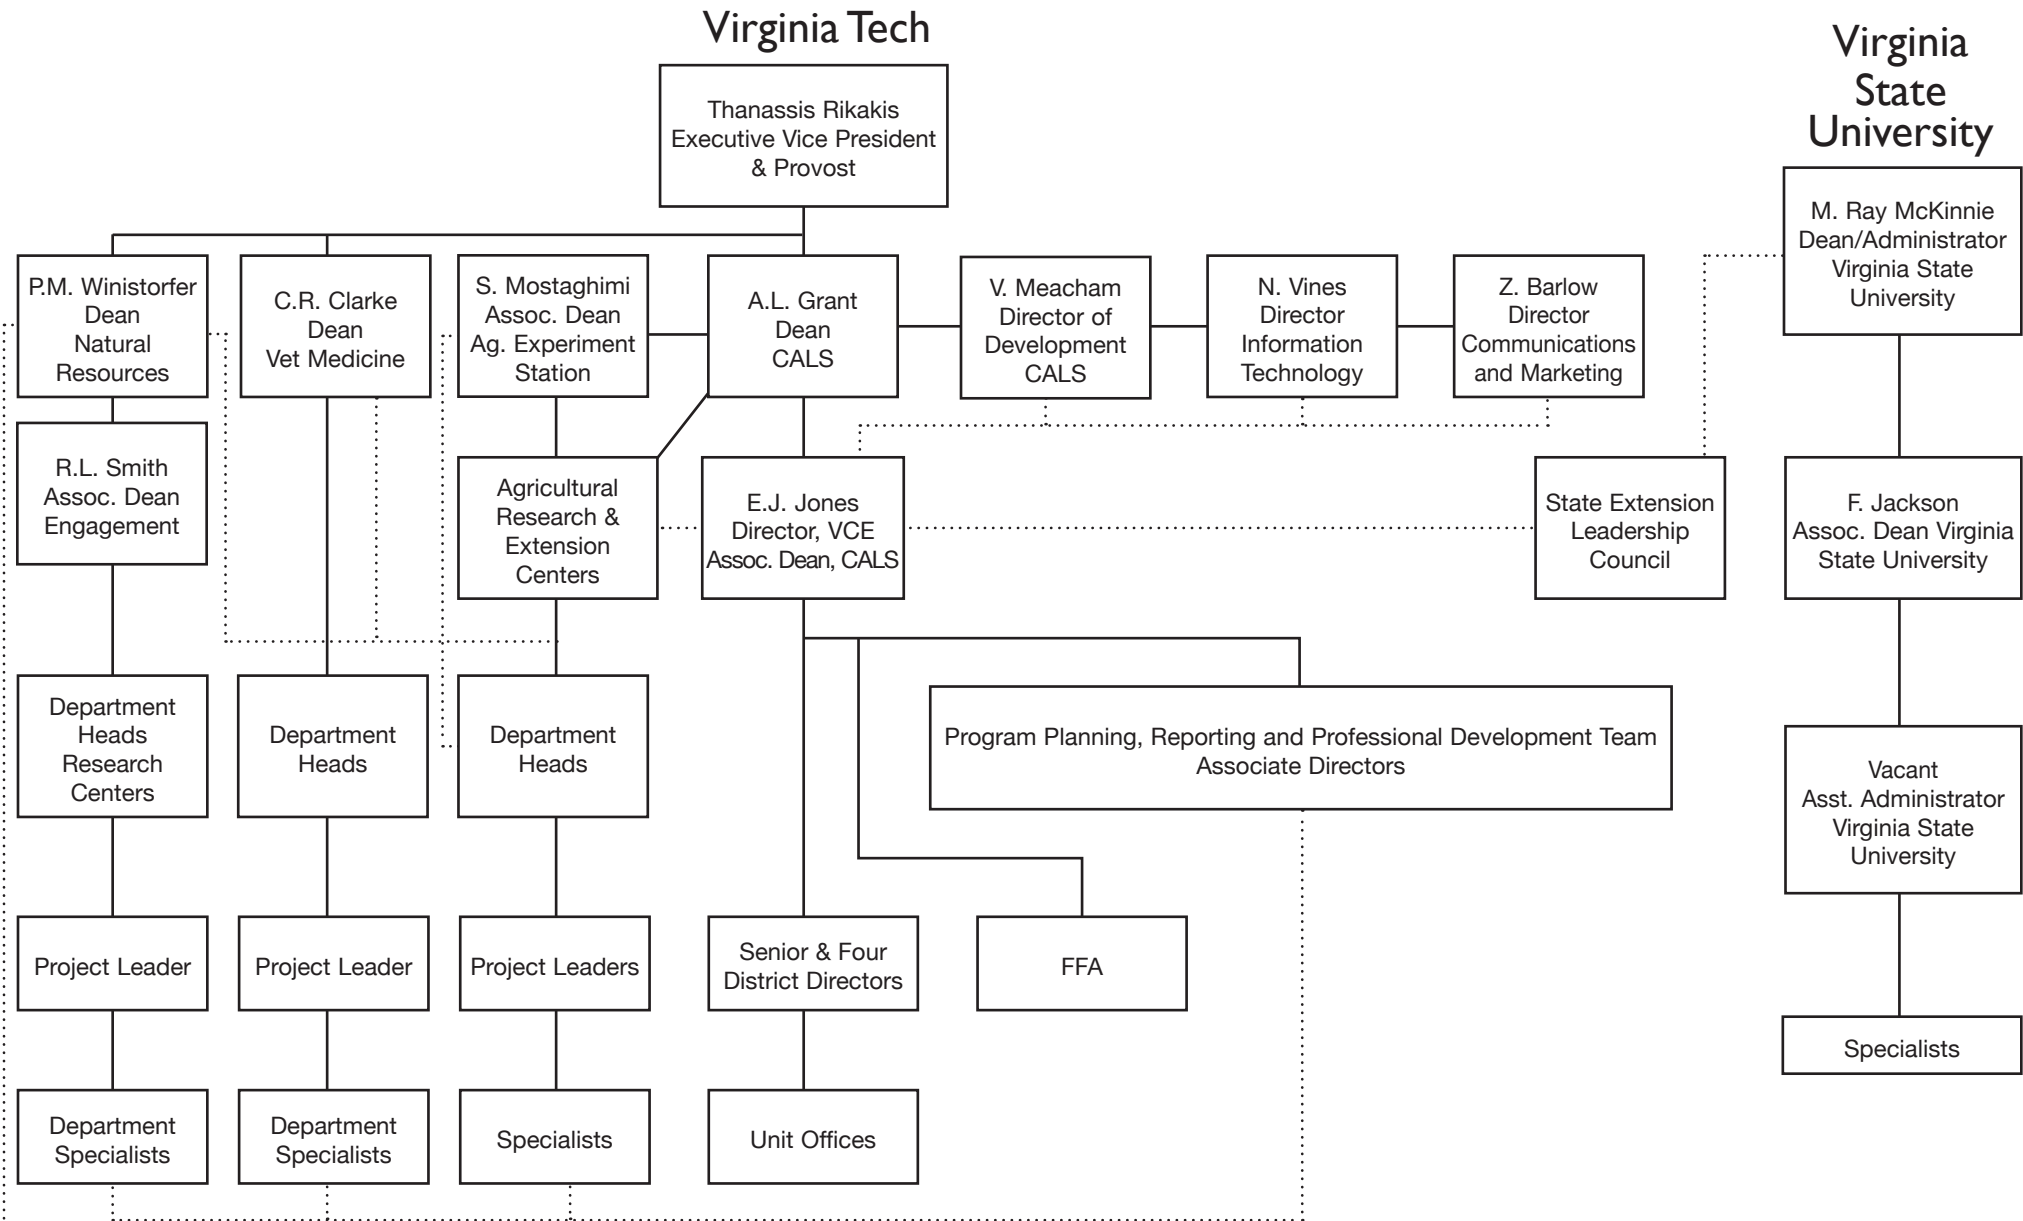 Virginia Tech
Virginia
State
University
Thanassis Rikakis
Executive Vice President
& Provost
M. Ray McKinnie
Dean/Administrator
Virginia State
University
P.M. Winistorfer
Dean
Natural
Resources
C.R. Clarke
Dean
Vet Medicine
S. Mostaghimi
Assoc. Dean
Ag. Experiment
Station
A.L. Grant
Dean
CALS
V. Meacham
Director of
Development
CALS
N. Vines
Director
Information
Technology
Z. Barlow
Director
Communications
and Marketing
R.L. Smith
Assoc. Dean
Engagement
Agricultural
Research &
Extension
Centers
E.J. Jones
Director, VCE
Assoc. Dean, CALS
State Extension
Leadership
Council
F. Jackson
Assoc. Dean Virginia
State University
Department
Heads
Research
Centers
Department
Heads
Department
Heads
Program Planning, Reporting and Professional Development Team
Associate Directors
Vacant
Asst. Administrator
Virginia State
University
Project Leader
Project Leader
Project Leaders
Senior & Four
District Directors
FFA
Specialists
Department
Specialists
Department
Specialists
Specialists
Unit Offices